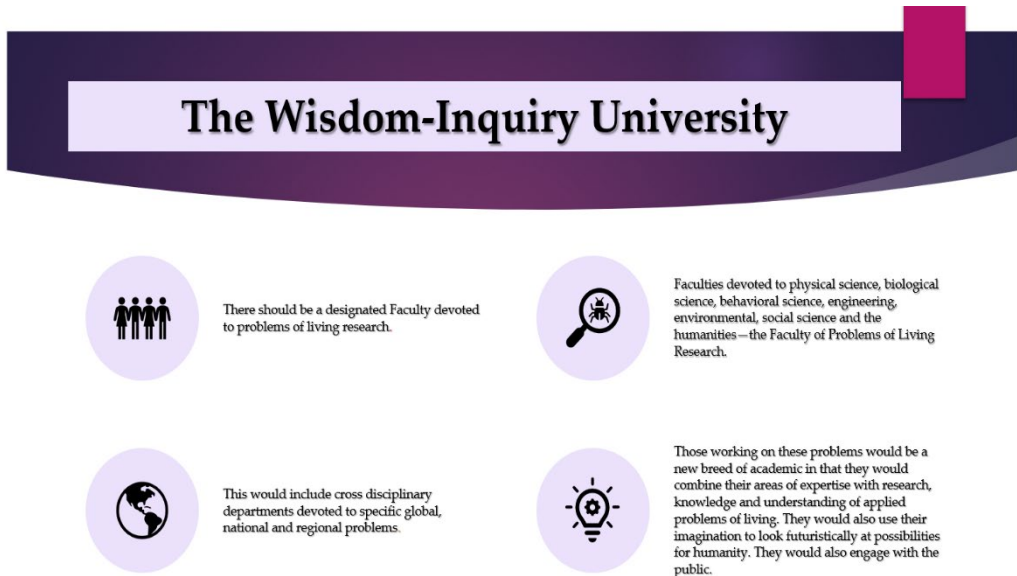 The Wisdom-Inquiry University
There should be a designated Faculty devoted
to problems of living research.
Faculties devoted to physical science, biological
science, behavioral science, engineering,
environmental, social science and the
humanities—the Faculty of Problems of Living
Research.
This would include cross disciplinary
departments devoted to specific global,
national and regional problems.
Those working on these problems would be a
new breed of academic in that they would
combine their areas of expertise with research,
knowledge and understanding of applied
problems of living. They would also use their
imagination to look futuristically at possibilities
for humanity. They would also engage with the
public.